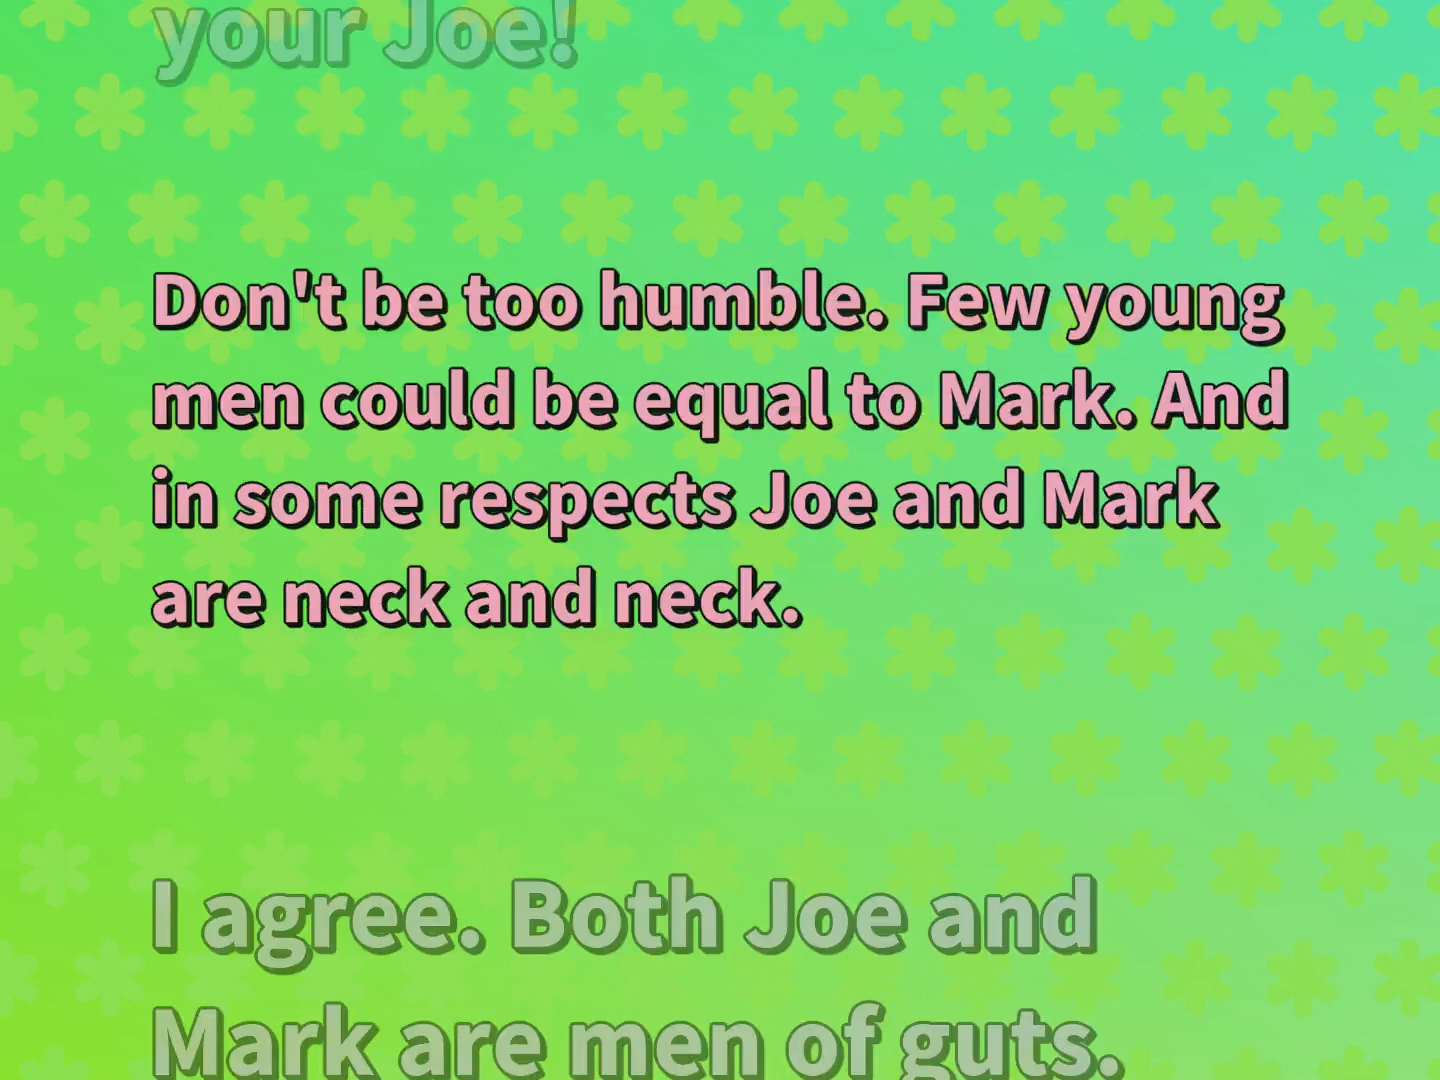 your Joe!
Don't be too humble. Few young
men could be equal to Mark. And
in some respects Joe and Mark
are neck and neck.
I agree. Both Joe and
Mark are men of guts.